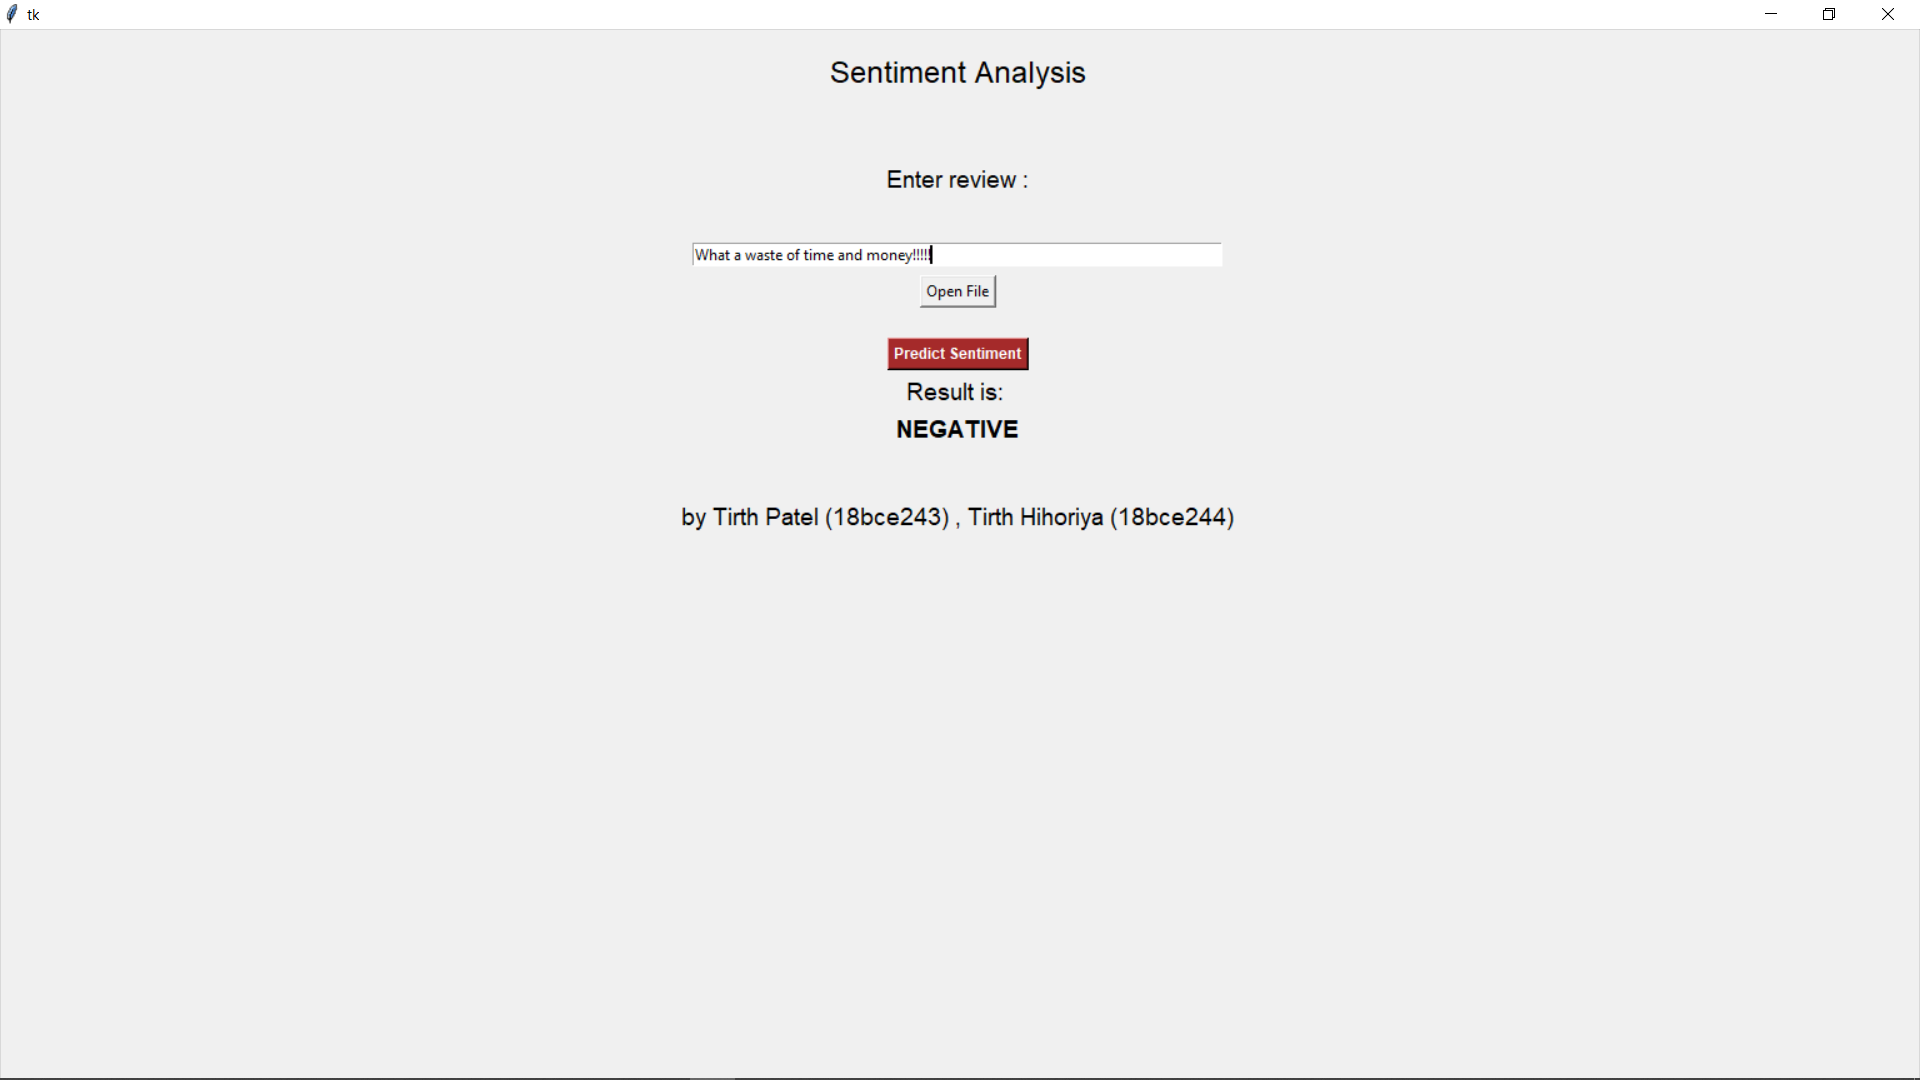 tk
Sentiment Analysis
Enter review :
What a waste of time and money!!!!!
Open File
Predict Sentiment
Result is:
NEGATIVE
by Tirth Patel (18bce243) , Tirth Hihoriya (18bce244)